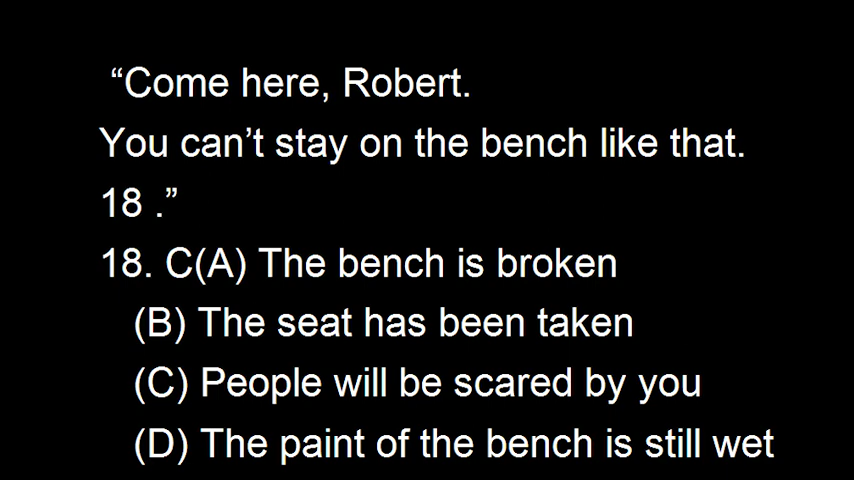 “Come here, Robert.
You can’t stay on the bench like that.
18 .”
18. C(A) The bench is broken
(B) The seat has been taken
(C) People will be scared by you
(D) The paint of the bench is still wet